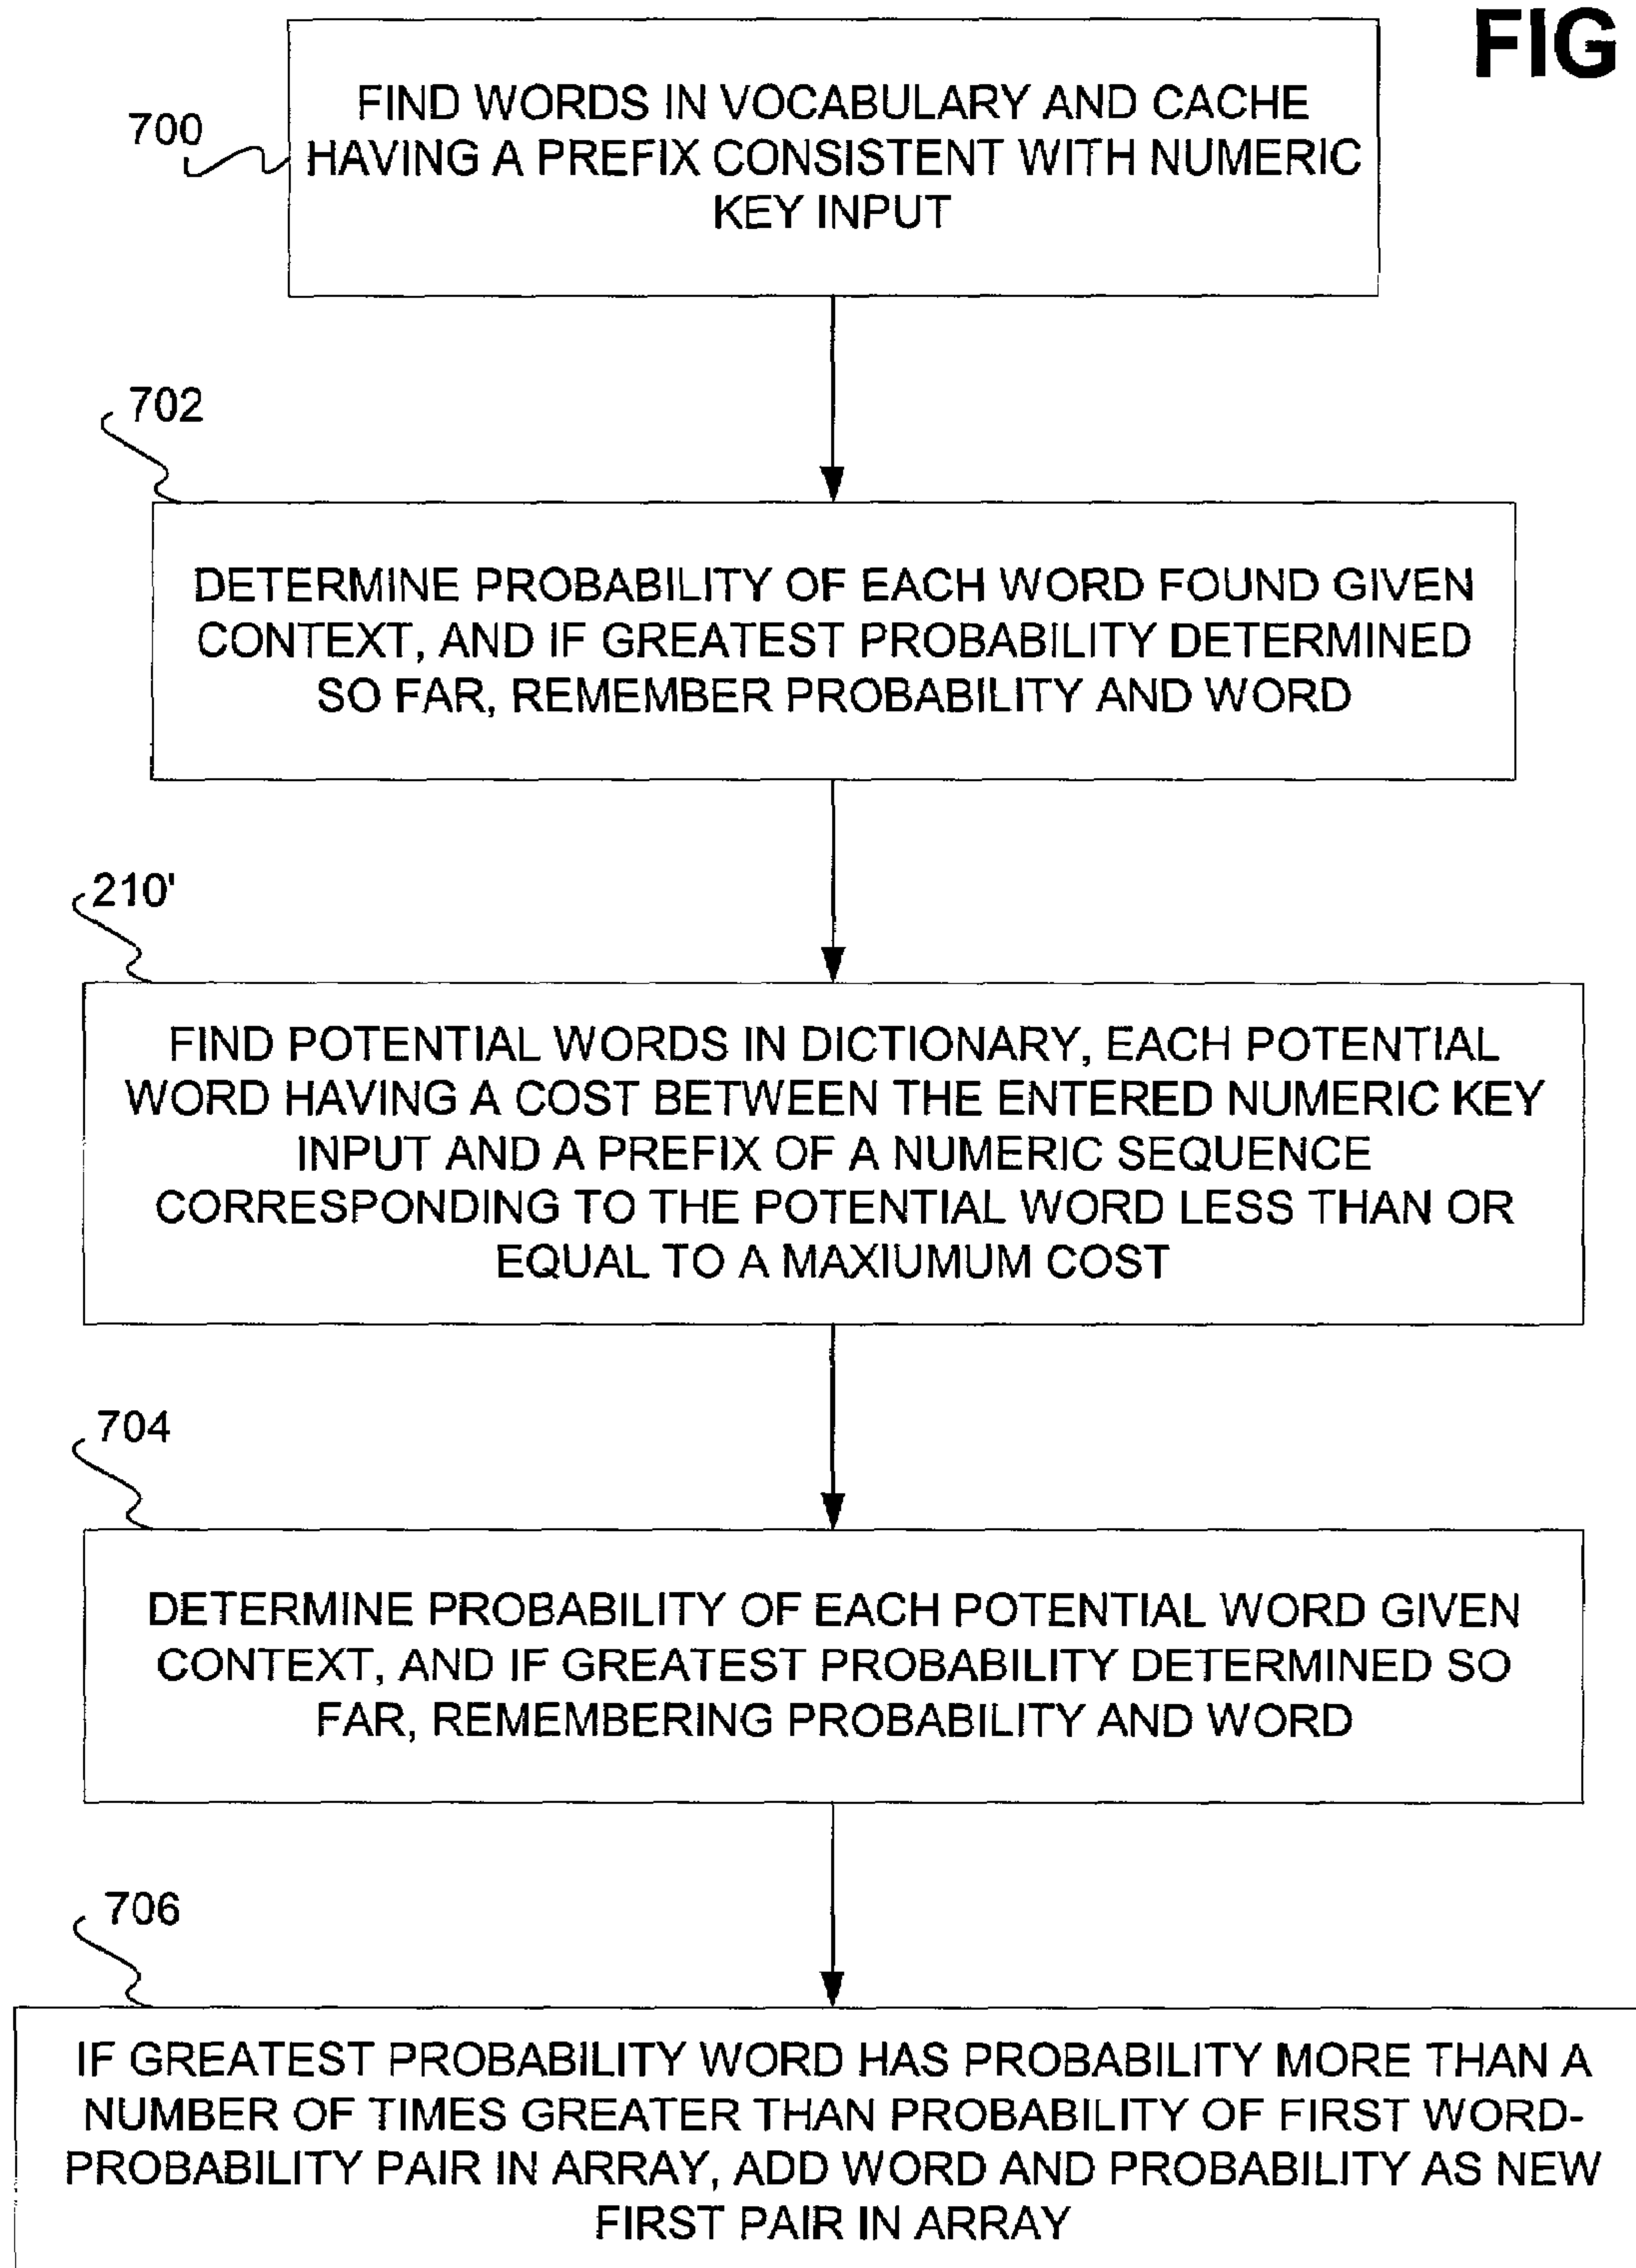 FIG
700
FIND WORDS IN VOCABULARY AND CACHE
HAVING A PREFIX CONSISTENT WITH NUMERIC
KEY INPUT
702
DETERMINE PROBABILITY OF EACH WORD FOUND GIVEN
CONTEXT, AND IF GREATEST PROBABILITY DETERMINED
SO FAR, REMEMBER PROBABILITY AND WORD
210'
FIND POTENTIAL WORDS IN DICTIONARY, EACH POTENTIAL
WORD HAVING A COST BETWEEN THE ENTERED NUMERIC KEY
INPUT AND A PREFIX OF A NUMERIC SEQUENCE
CORRESPONDING TO THE POTENTIAL WORD LESS THAN OR
EQUAL TO A MAXIUMUM COST
704
DETERMINE PROBABILITY OF EACH POTENTIAL WORD GIVEN
CONTEXT, AND IF GREATEST PROBABILITY DETERMINED SO
FAR, REMEMBERING PROBABILITY AND WORD
706
IF GREATEST PROBABILITY WORD HAS PROBABILITY MORE THAN A
NUMBER OF TIMES GREATER THAN PROBABILITY OF FIRST WORD-
PROBABILITY PAIR IN ARRAY, ADD WORD AND PROBABILITY AS NEW
FIRST PAIR IN ARRAY